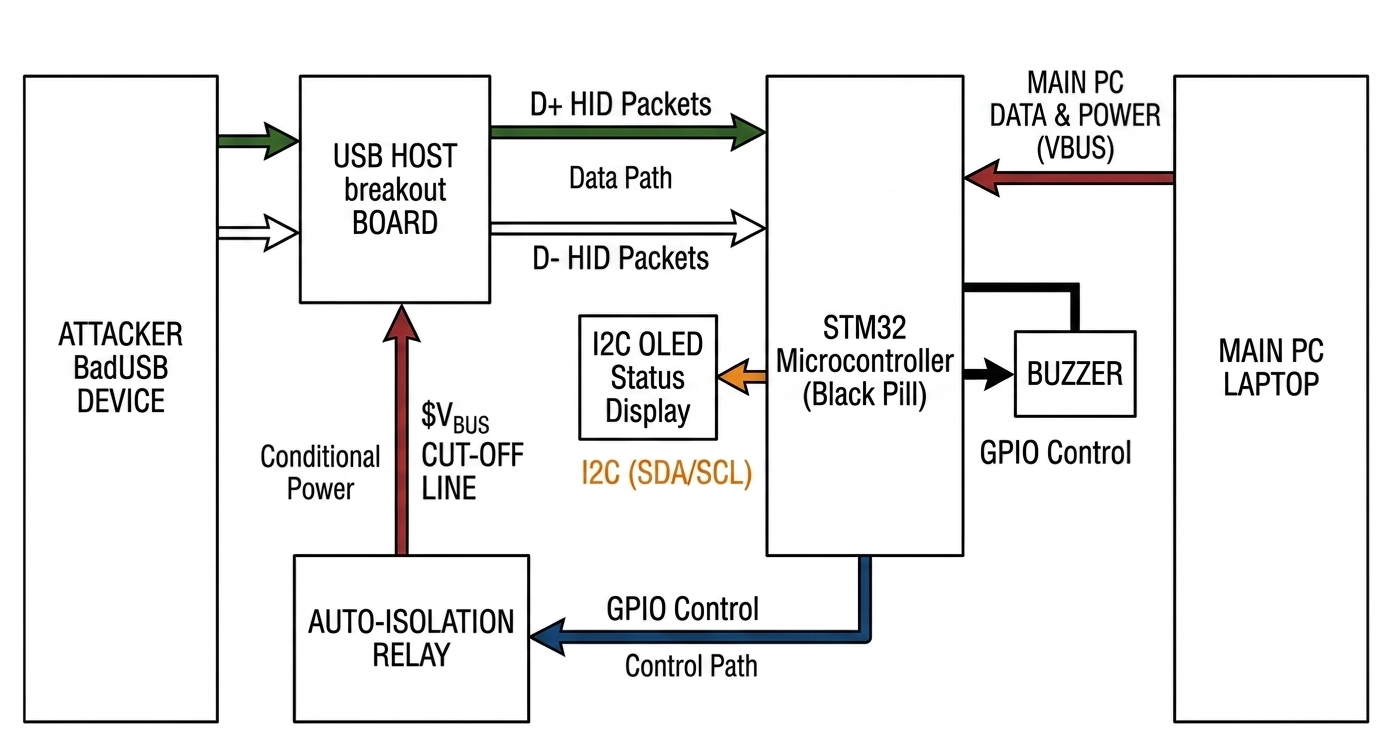 ATTACKER
BadUSB
DEVICE
USB HOST
breakout
BOARD
D+ HID Packets
Data Path
D- HID Packets
MAIN PC
DATA & POWER
(VBUS)
I2C OLED
Status
Display
I2C (SDA/SCL)
STM32
Microcontroller
(Black Pill)
BUZZER
GPIO Control
MAIN PC
LAPTOP
Conditional
Power
$VBUS
CUT-OFF
LINE
AUTO-ISOLATION
RELAY
GPIO Control
Control Path